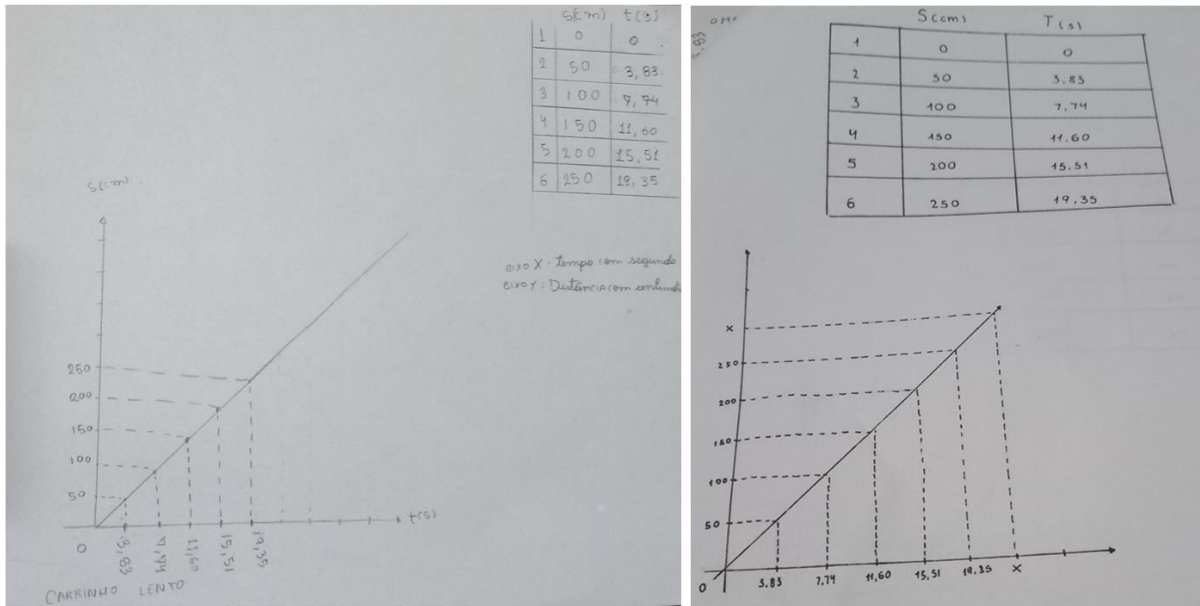 S(cm) t(s)
1 0 0
2 50 3,83
3 100 7,74
4 150 11,60
5 200 15,51
6 250 19,35
S(cm)
eixo X - tempo com segundo
eixo Y: Distância com
250
200
150
100
50
0
3,83 7,74 11,60 15,51 19,35
t(s)
CARRINHO LENTO
S(cm) T(s)
1 0 0
2 50 3.83
3 100 7,74
4 150 11,60
5 200 15.51
6 250 19.35
X
250
200
150
100
50
0
3.83 7,74 11,60 15,51 19,35 X